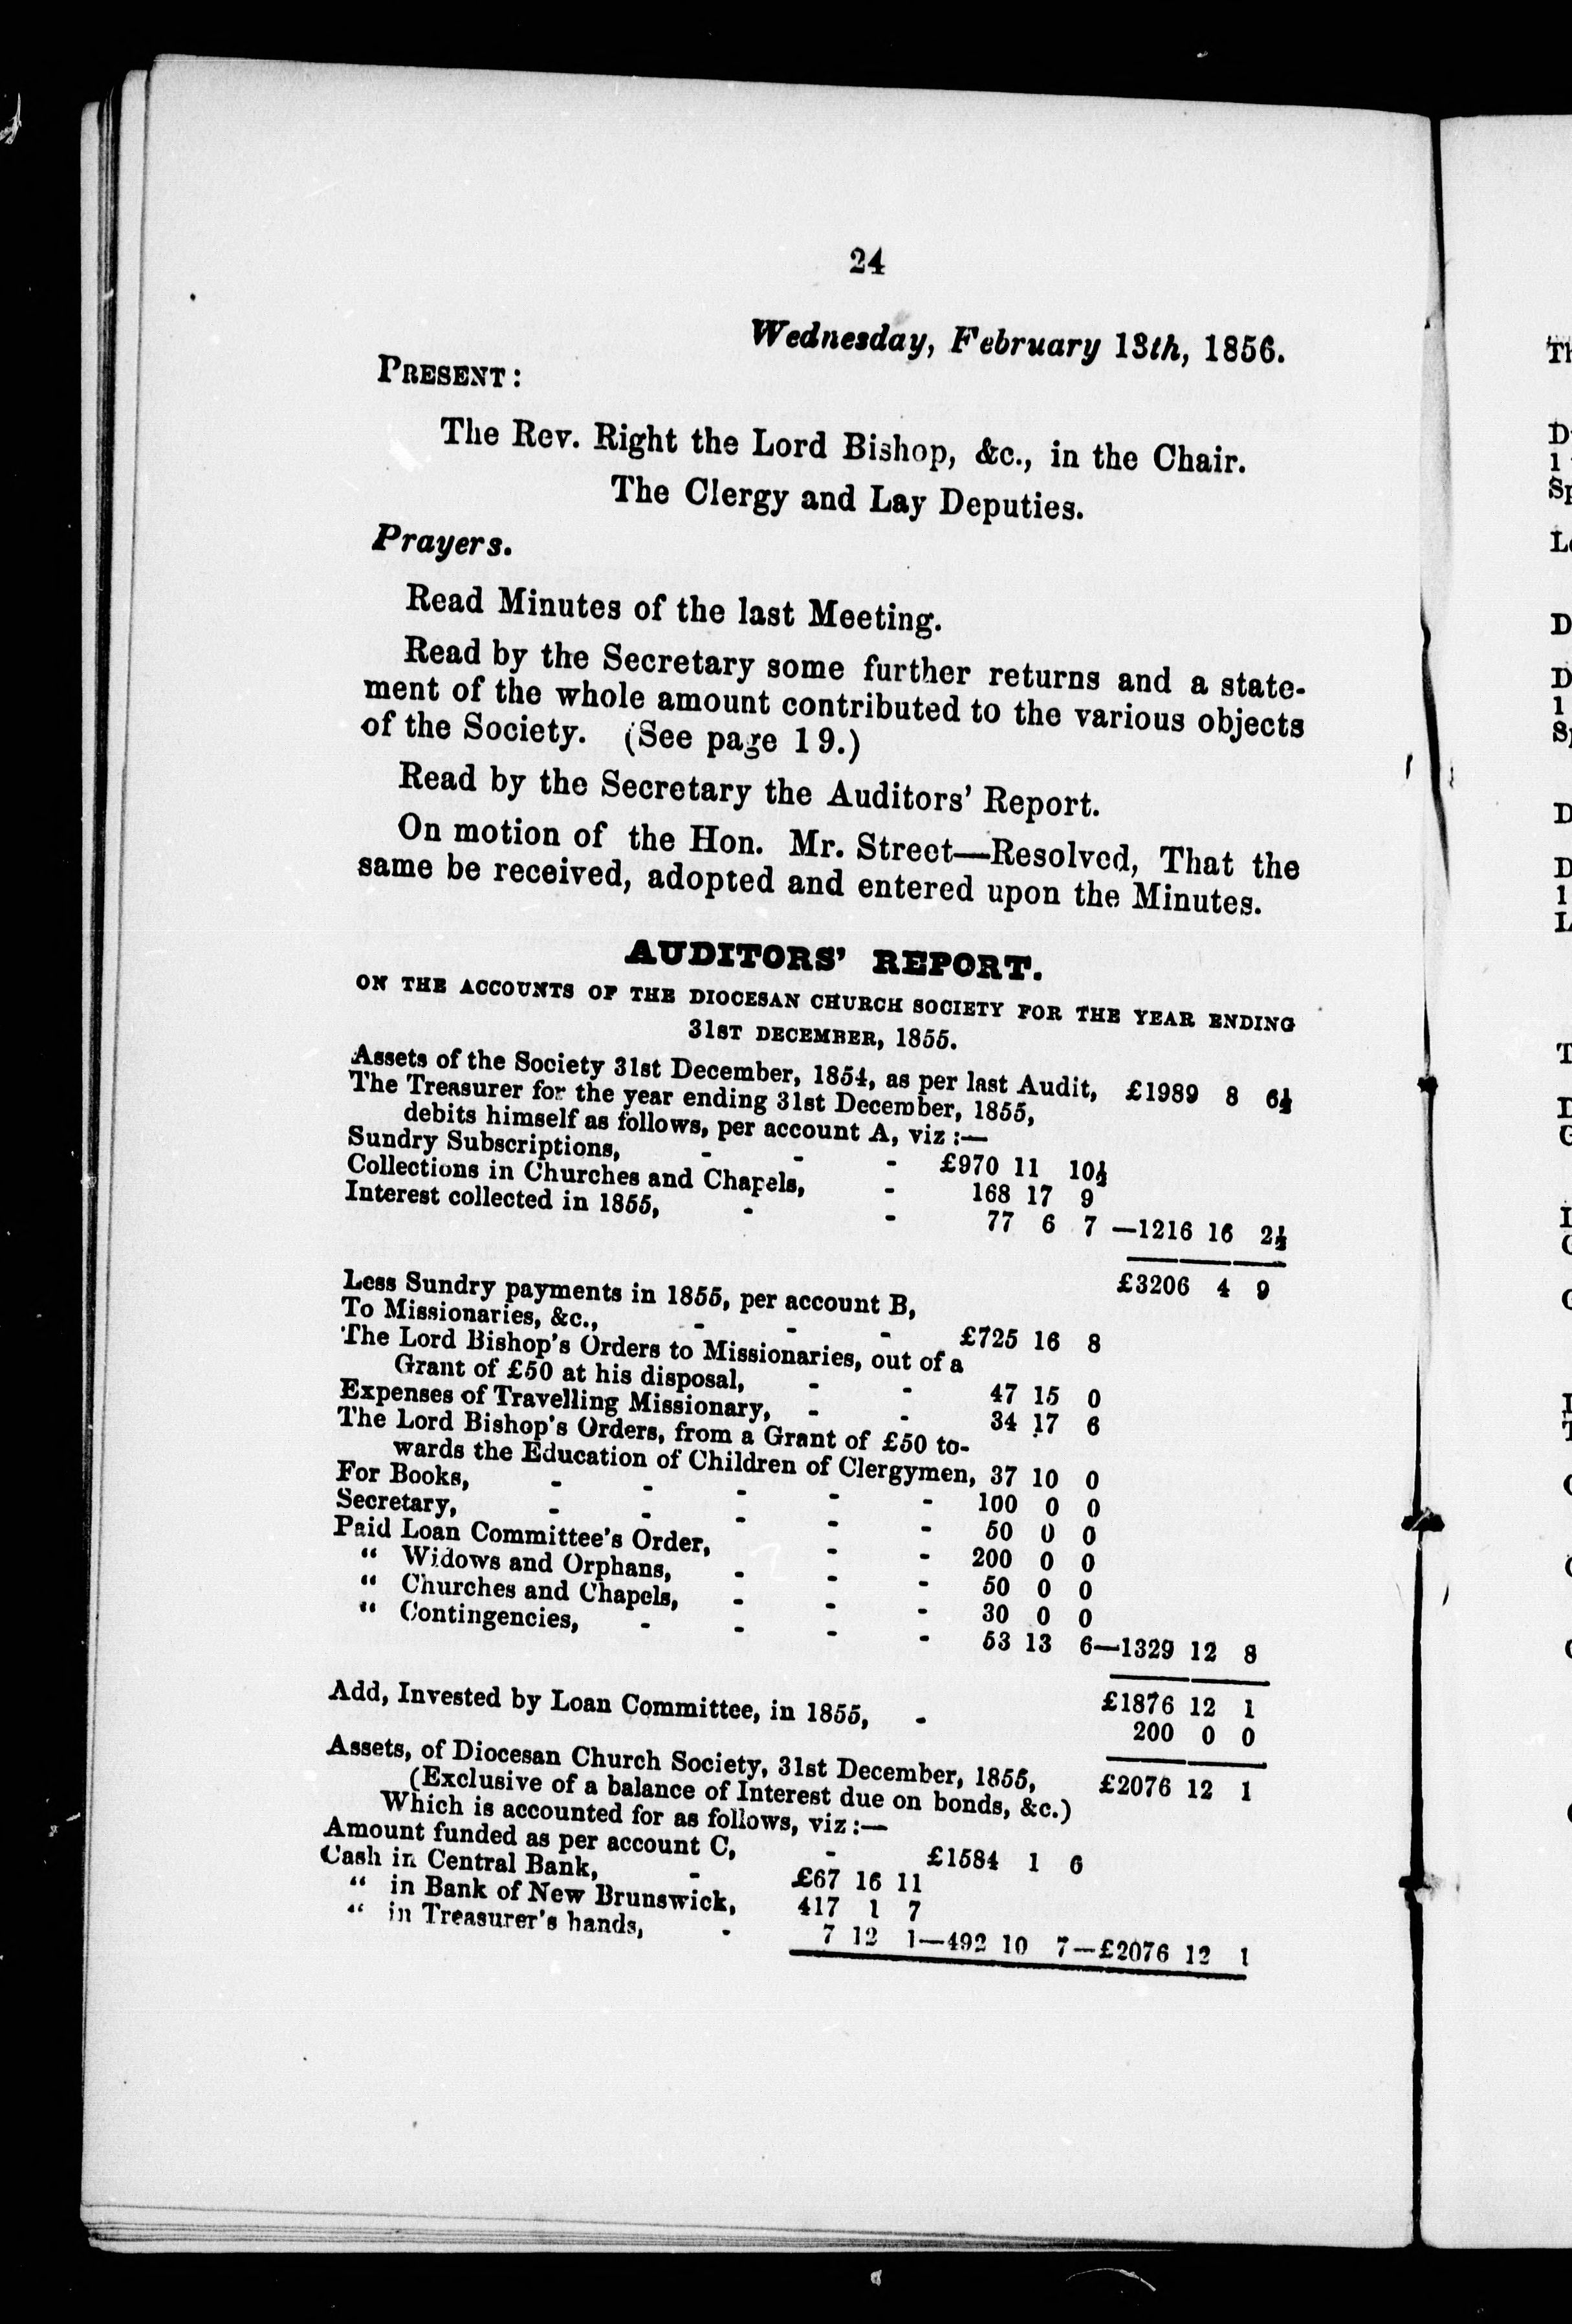 24
Wednesday, February 13th, 1856.
PRESENT:
The Rev. Right the Lord Bishop, &c., in the Chair.
The Clergy and Lay Deputies.
Prayers.
Read Minutes of the last Meeting.
Read by the Secretary some further returns and a state-
ment of the whole amount contributed to the various objects
of the Society. (See page 19.)
Read by the Secretary the Auditors' Report.
On motion of the Hon. Mr. Street—Resolved, That the
same be received, adopted and entered upon the Minutes.
AUDITORS' REPORT.
ON THE ACCOUNTS OF THE DIOCESAN CHURCH SOCIETY FOR THE YEAR ENDING
31ST DECEMBER, 1855.
Assets of the Society 31st December, 1854, as per last Audit, £1989 8 6½
The Treasurer for the year ending 31st December, 1855,
debits himself as follows, per account A, viz:—
Sundry Subscriptions, - - - £970 11 10½
Collections in Churches and Chapels, - 168 17 9
Interest collected in 1855, - - 77 6 7 —1216 16 2½
£3206 4 9
Less Sundry payments in 1855, per account B,
To Missionaries, &c., - - - £725 16 8
The Lord Bishop's Orders to Missionaries, out of a
Grant of £50 at his disposal, - - 47 15 0
Expenses of Travelling Missionary, - - 34 17 6
The Lord Bishop's Orders, from a Grant of £50 to-
wards the Education of Children of Clergymen, 37 10 0
For Books, - - - - - 100 0 0
Secretary, - - - - - 50 0 0
Paid Loan Committee's Order, - - 200 0 0
“ Widows and Orphans, - - - 50 0 0
“ Churches and Chapels, - - - 30 0 0
“ Contingencies, - - - - 53 13 6—1329 12 8
£1876 12 1
Add, Invested by Loan Committee, in 1855, - 200 0 0
Assets, of Diocesan Church Society, 31st December, 1855, £2076 12 1
(Exclusive of a balance of Interest due on bonds, &c.)
Which is accounted for as follows, viz:—
Amount funded as per account C, - £1584 1 6
Cash in Central Bank, - £67 16 11
“ in Bank of New Brunswick, 417 1 7
“ in Treasurer's hands, - 7 12 1—492 10 7—£2076 12 1